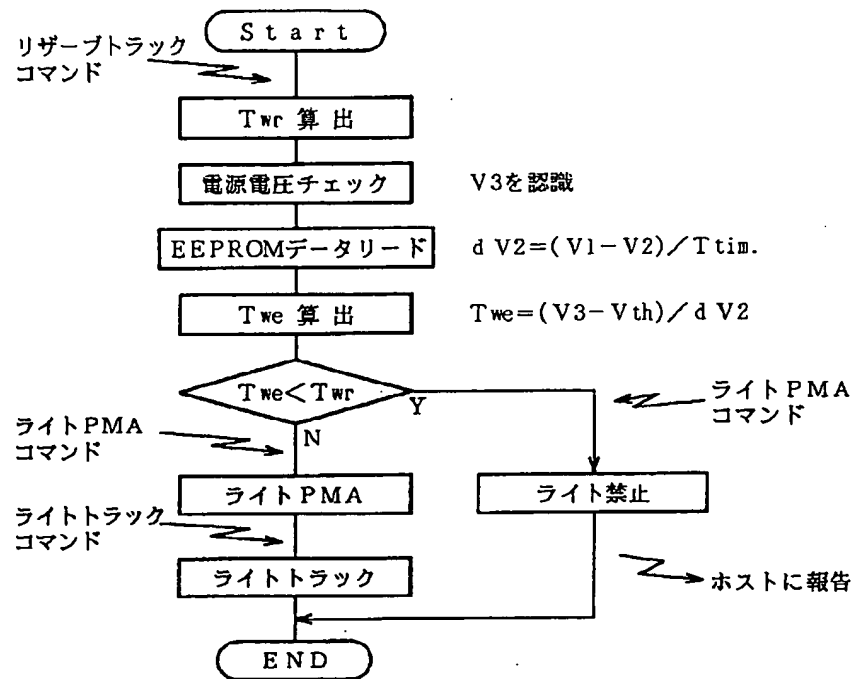 Start
リザーブトラック
コマンド
Twr 算出
電源電圧チェック
V3を認識
EEPROMデータリード
dV2=(V1-V2)/Ttim.
Twe 算出
Twe=(V3-Vth)/dV2
Twe<Twr
Y
N
ライトPMA
コマンド
ライトPMA
コマンド
ライトPMA
ライト禁止
ライトトラック
コマンド
ライトトラック
ホストに報告
END